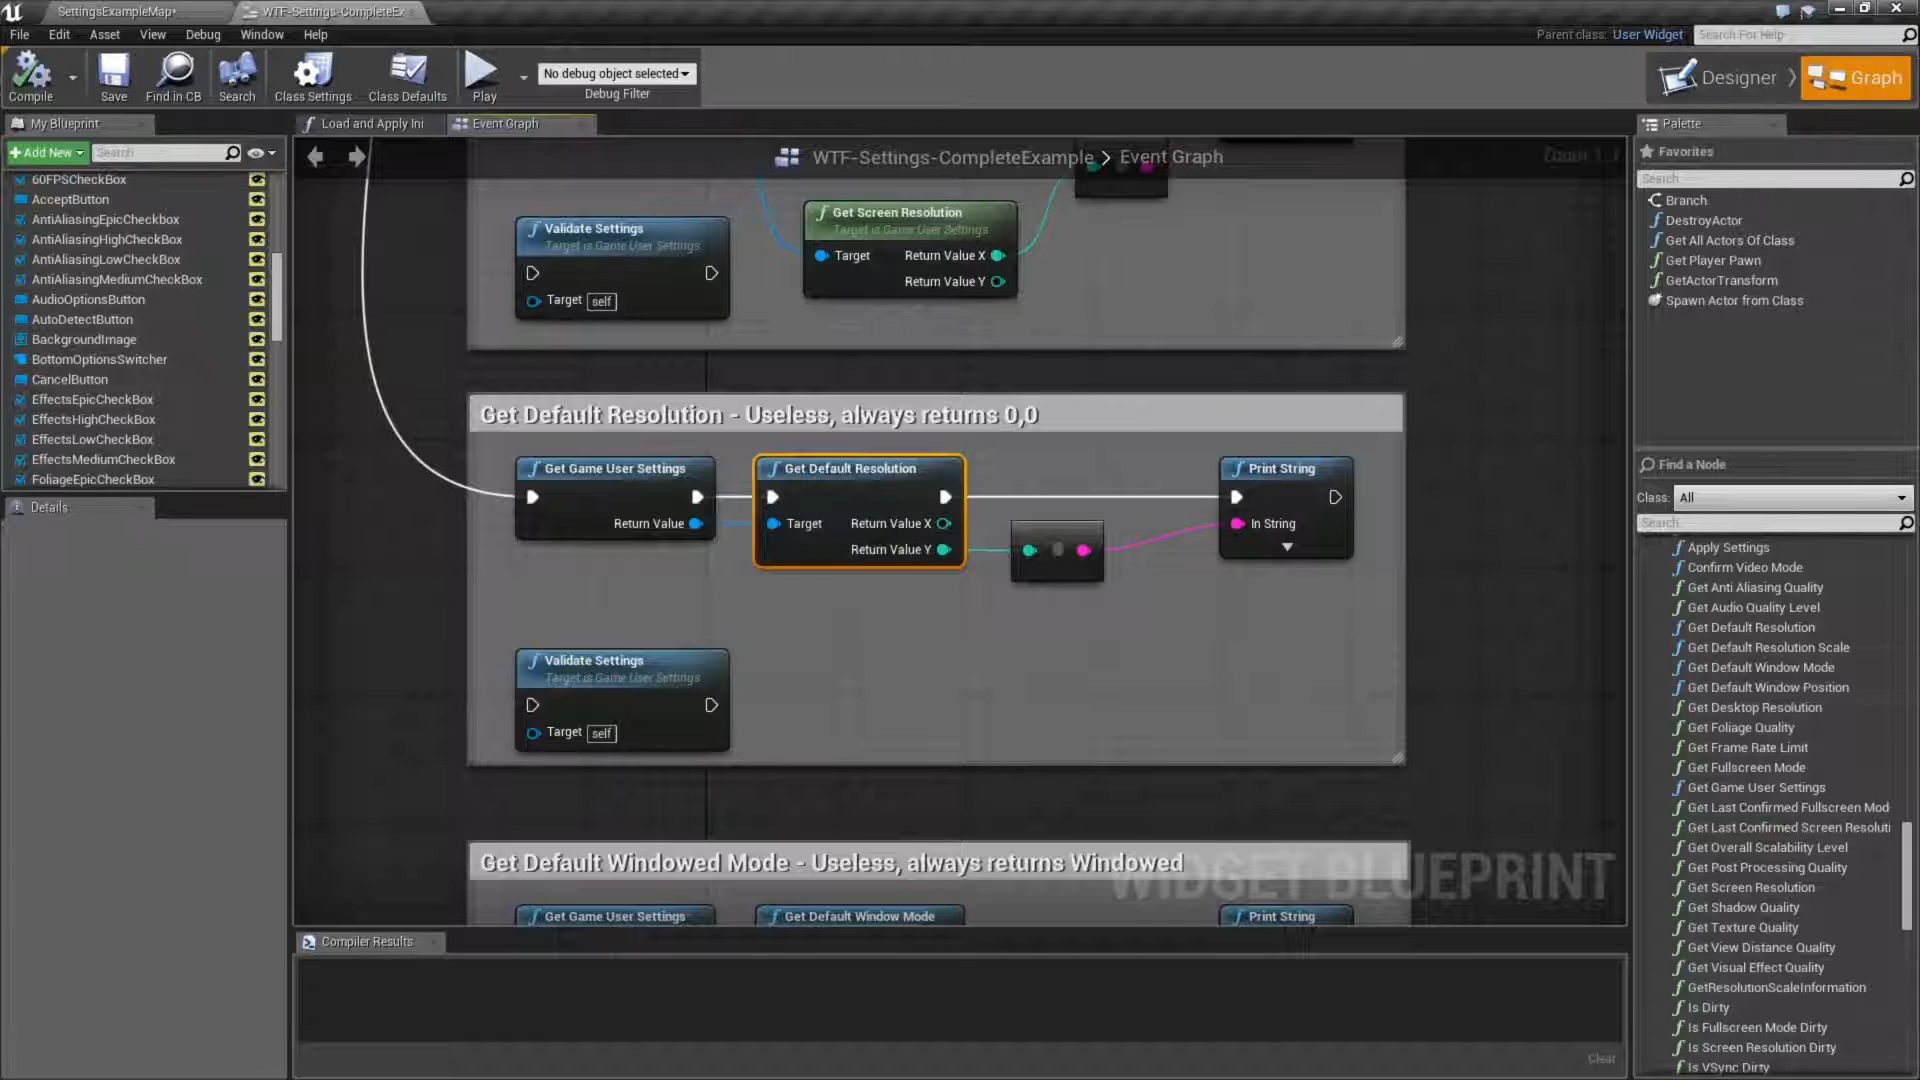 SettingsExampleMap*
WTF-Settings-CompleteEx
File Edit Asset View Debug Window Help
Parent class: User Widget
Search For Help
Compile
Save
Find in CB
Search
Class Settings
Class Defaults
Play
No debug object selected
Debug Filter
Designer
Graph
My Blueprint
Add New
Search
60FPSCheckBox
AcceptButton
AntiAliasingEpicCheckbox
AntiAliasingHighCheckBox
AntiAliasingLowCheckBox
AntiAliasingMediumCheckBox
AudioOptionsButton
AutoDetectButton
BackgroundImage
BottomOptionsSwitcher
CancelButton
EffectsEpicCheckBox
EffectsHighCheckBox
EffectsLowCheckBox
EffectsMediumCheckBox
FoliageEpicCheckBox
Details
Load and Apply Ini
Event Graph
WTF-Settings-CompleteExample > Event Graph
Zoom 1:1
Validate Settings
Target is Game User Settings
Target self
Get Screen Resolution
Target is Game User Settings
Target Return Value X
Return Value Y
Get Default Resolution - Useless, always returns 0,0
Get Game User Settings
Return Value
Get Default Resolution
Target Return Value X
Return Value Y
Print String
In String
Validate Settings
Target is Game User Settings
Target self
Get Default Windowed Mode - Useless, always returns Windowed
WIDGET BLUEPRINT
Get Game User Settings
Get Default Window Mode
Print String
Compiler Results
Clear
Palette
Favorites
Search
Branch
DestroyActor
Get All Actors Of Class
Get Player Pawn
GetActorTransform
Spawn Actor from Class
Find a Node
Class: All
Search
Apply Settings
Confirm Video Mode
Get Anti Aliasing Quality
Get Audio Quality Level
Get Default Resolution
Get Default Resolution Scale
Get Default Window Mode
Get Default Window Position
Get Desktop Resolution
Get Foliage Quality
Get Frame Rate Limit
Get Fullscreen Mode
Get Game User Settings
Get Last Confirmed Fullscreen Mod
Get Last Confirmed Screen Resoluti
Get Overall Scalability Level
Get Post Processing Quality
Get Screen Resolution
Get Shadow Quality
Get Texture Quality
Get View Distance Quality
Get Visual Effect Quality
GetResolutionScaleInformation
Is Dirty
Is Fullscreen Mode Dirty
Is Screen Resolution Dirty
Is VSync Dirty